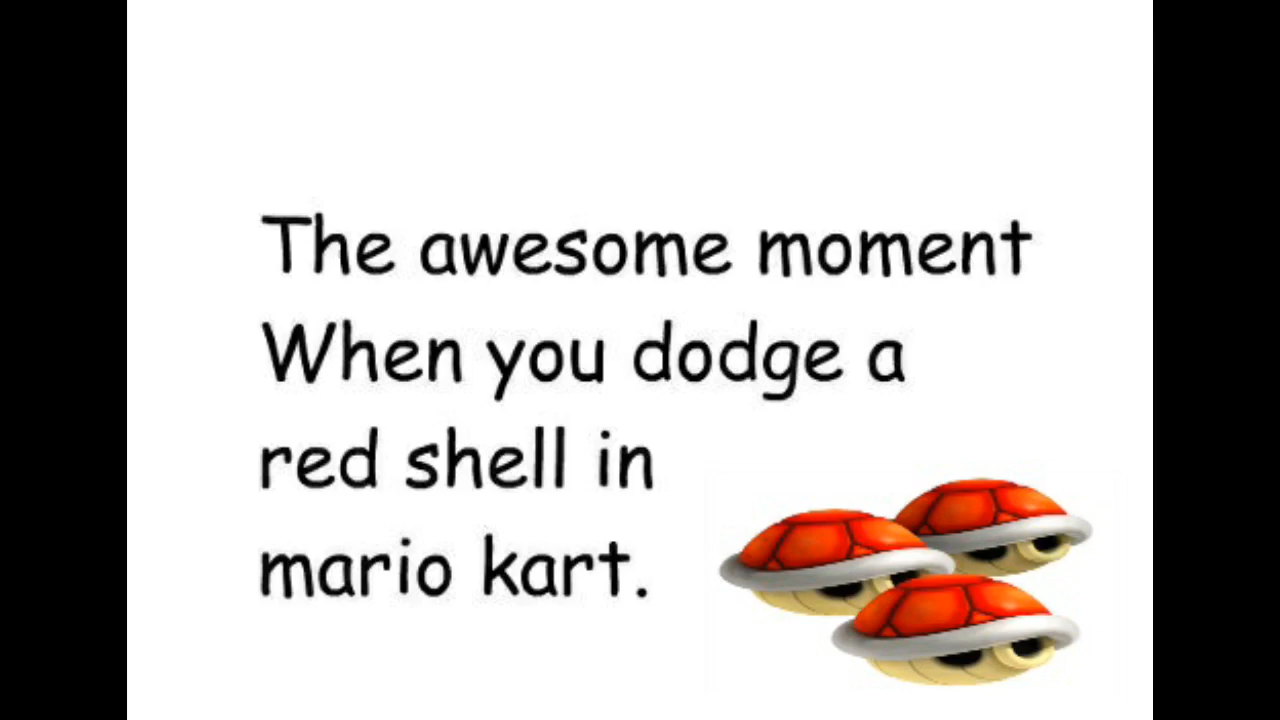 The awesome moment
When you dodge a
red shell in
mario kart.